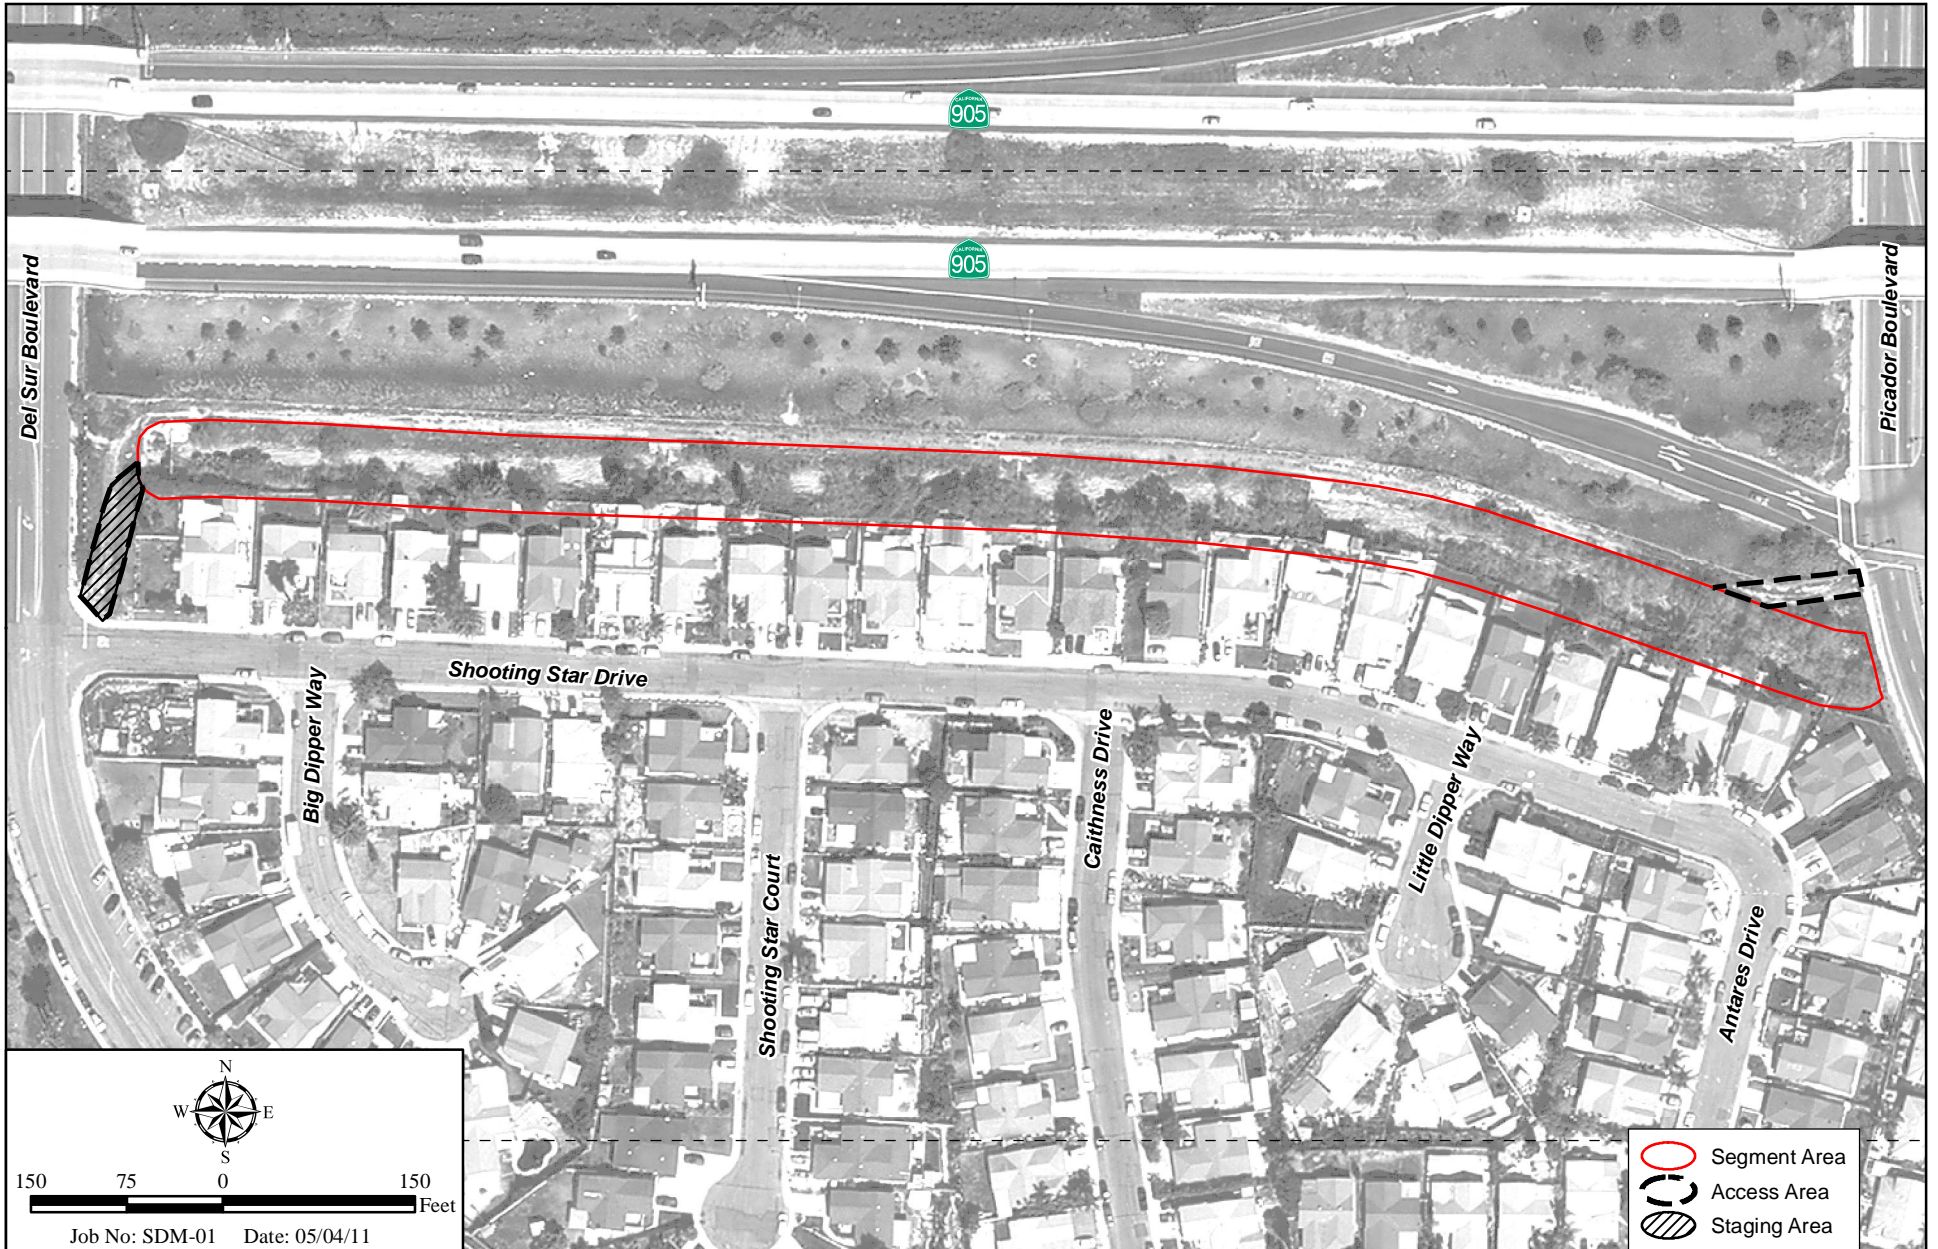 CALIFORNIA
905
CALIFORNIA
905
Del Sur Boulevard
Picador Boulevard
Shooting Star Drive
Big Dipper Way
Shooting Star Court
Caithness Drive
Little Dipper Way
Antares Drive
N
W E
S
150 75 0 150
Feet
Job No: SDM-01 Date: 05/04/11
Segment Area
Access Area
Staging Area